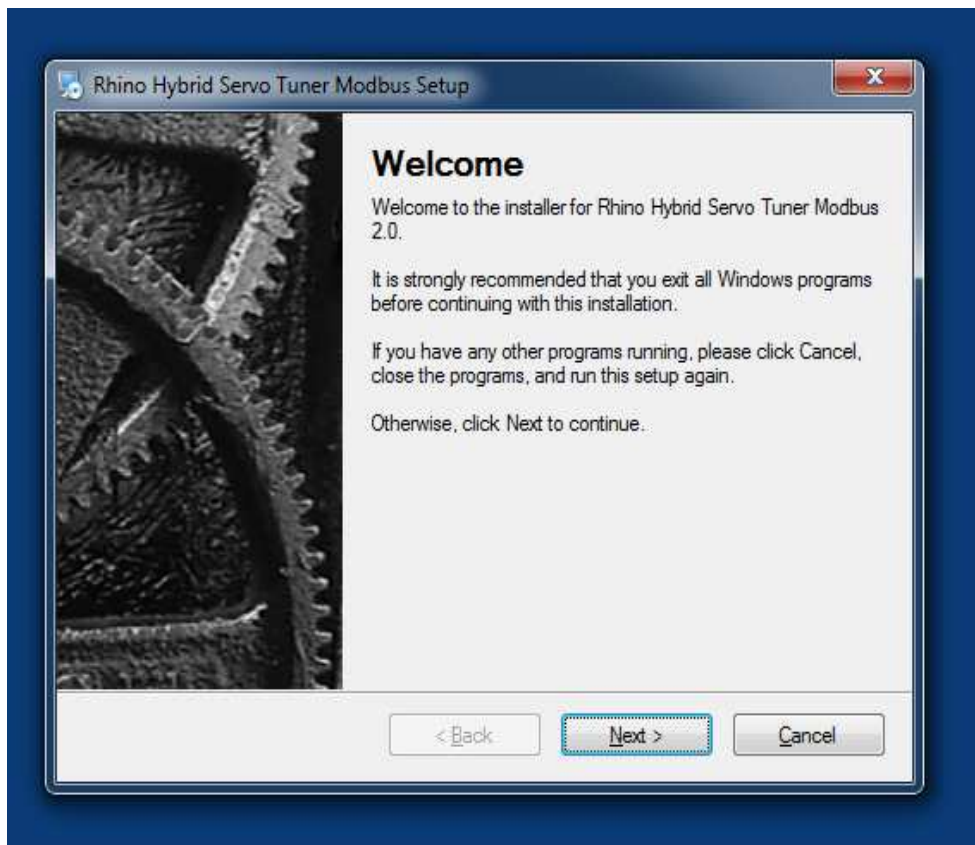 Rhino Hybrid Servo Tuner Modbus Setup
Welcome
Welcome to the installer for Rhino Hybrid Servo Tuner Modbus
2.0.
It is strongly recommended that you exit all Windows programs
before continuing with this installation.
If you have any other programs running, please click Cancel,
close the programs, and run this setup again.
Otherwise, click Next to continue.
< Back
Next >
Cancel